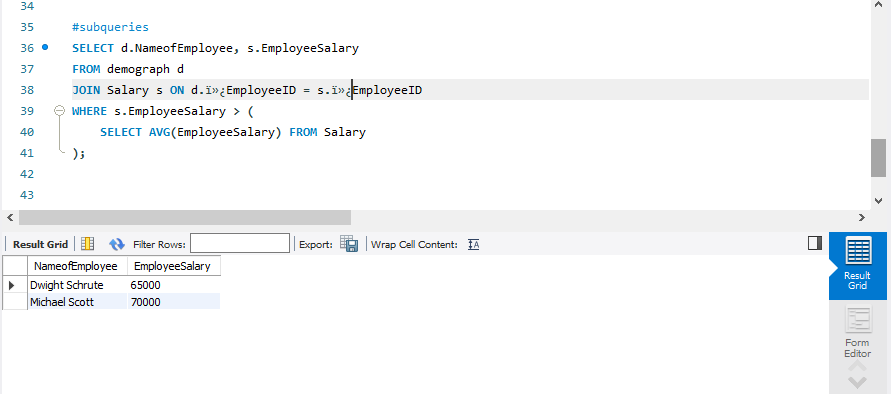 34
35 #subqueries
36 SELECT d.NameofEmployee, s.EmployeeSalary
37 FROM demograph d
38 JOIN Salary s ON d.ï»¿EmployeeID = s.ï»¿EmployeeID
39 WHERE s.EmployeeSalary > (
40 SELECT AVG(EmployeeSalary) FROM Salary
41 );
42
43
Result Grid Filter Rows: Export: Wrap Cell Content:
NameofEmployee EmployeeSalary
Dwight Schrute 65000
Michael Scott 70000
Result
Grid
Form
Editor